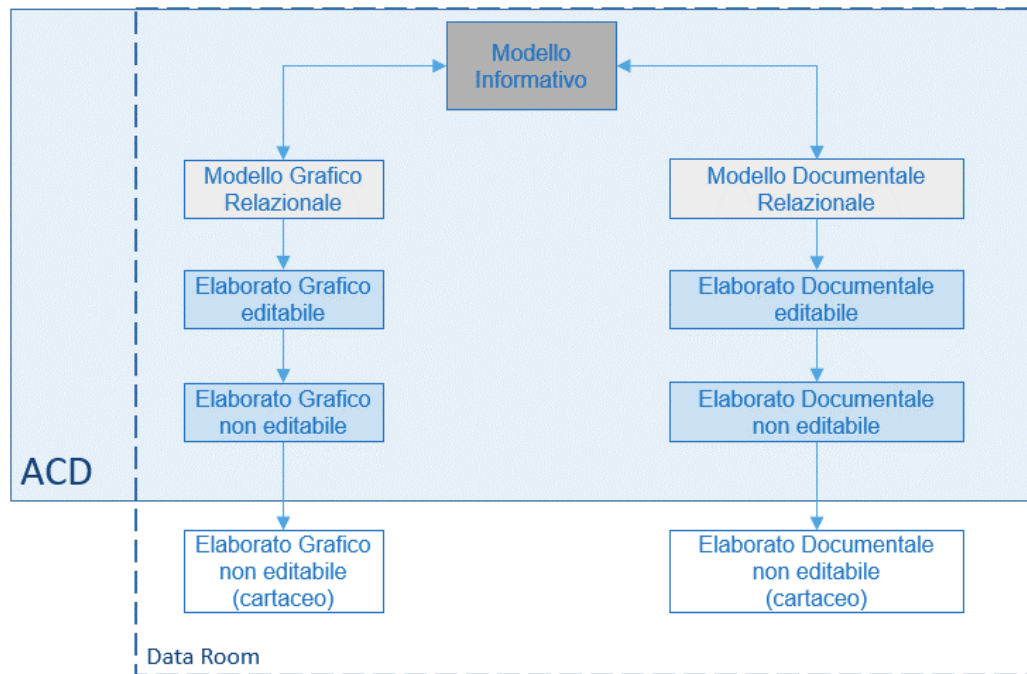 Modello
Informativo
Modello Grafico
Relazionale
Modello Documentale
Relazionale
Elaborato Grafico
editabile
Elaborato Documentale
editabile
Elaborato Grafico
non editabile
Elaborato Documentale
non editabile
ACD
Elaborato Grafico
non editabile
(cartaceo)
Elaborato Documentale
non editabile
(cartaceo)
Data Room